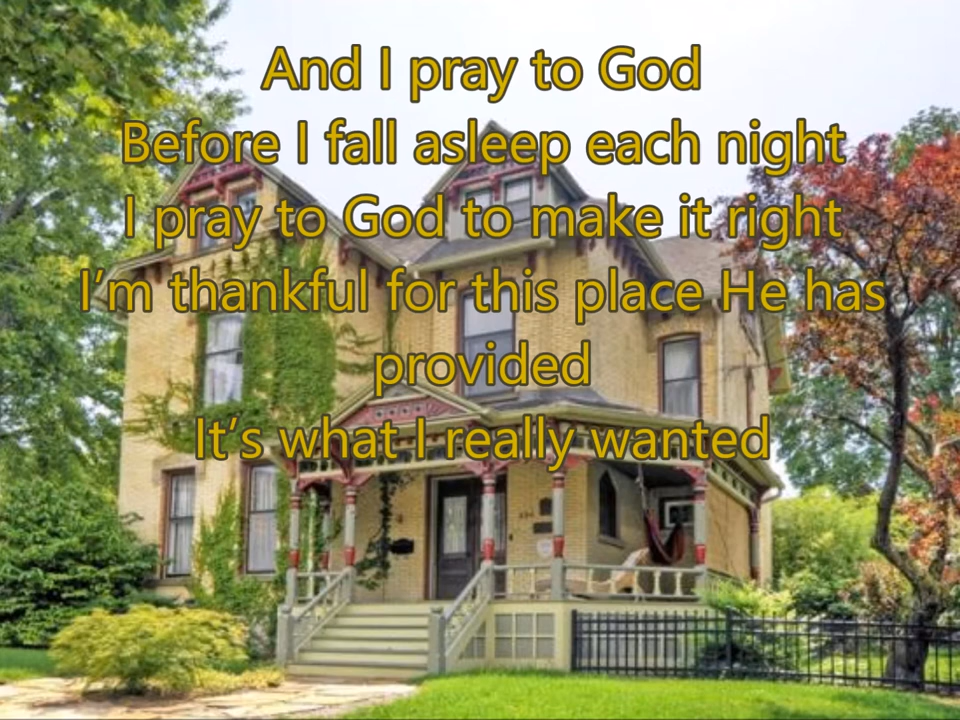 And I pray to God
Before I fall asleep each night
I pray to God to make it right
I’m thankful for this place He has
provided
It’s what I really wanted